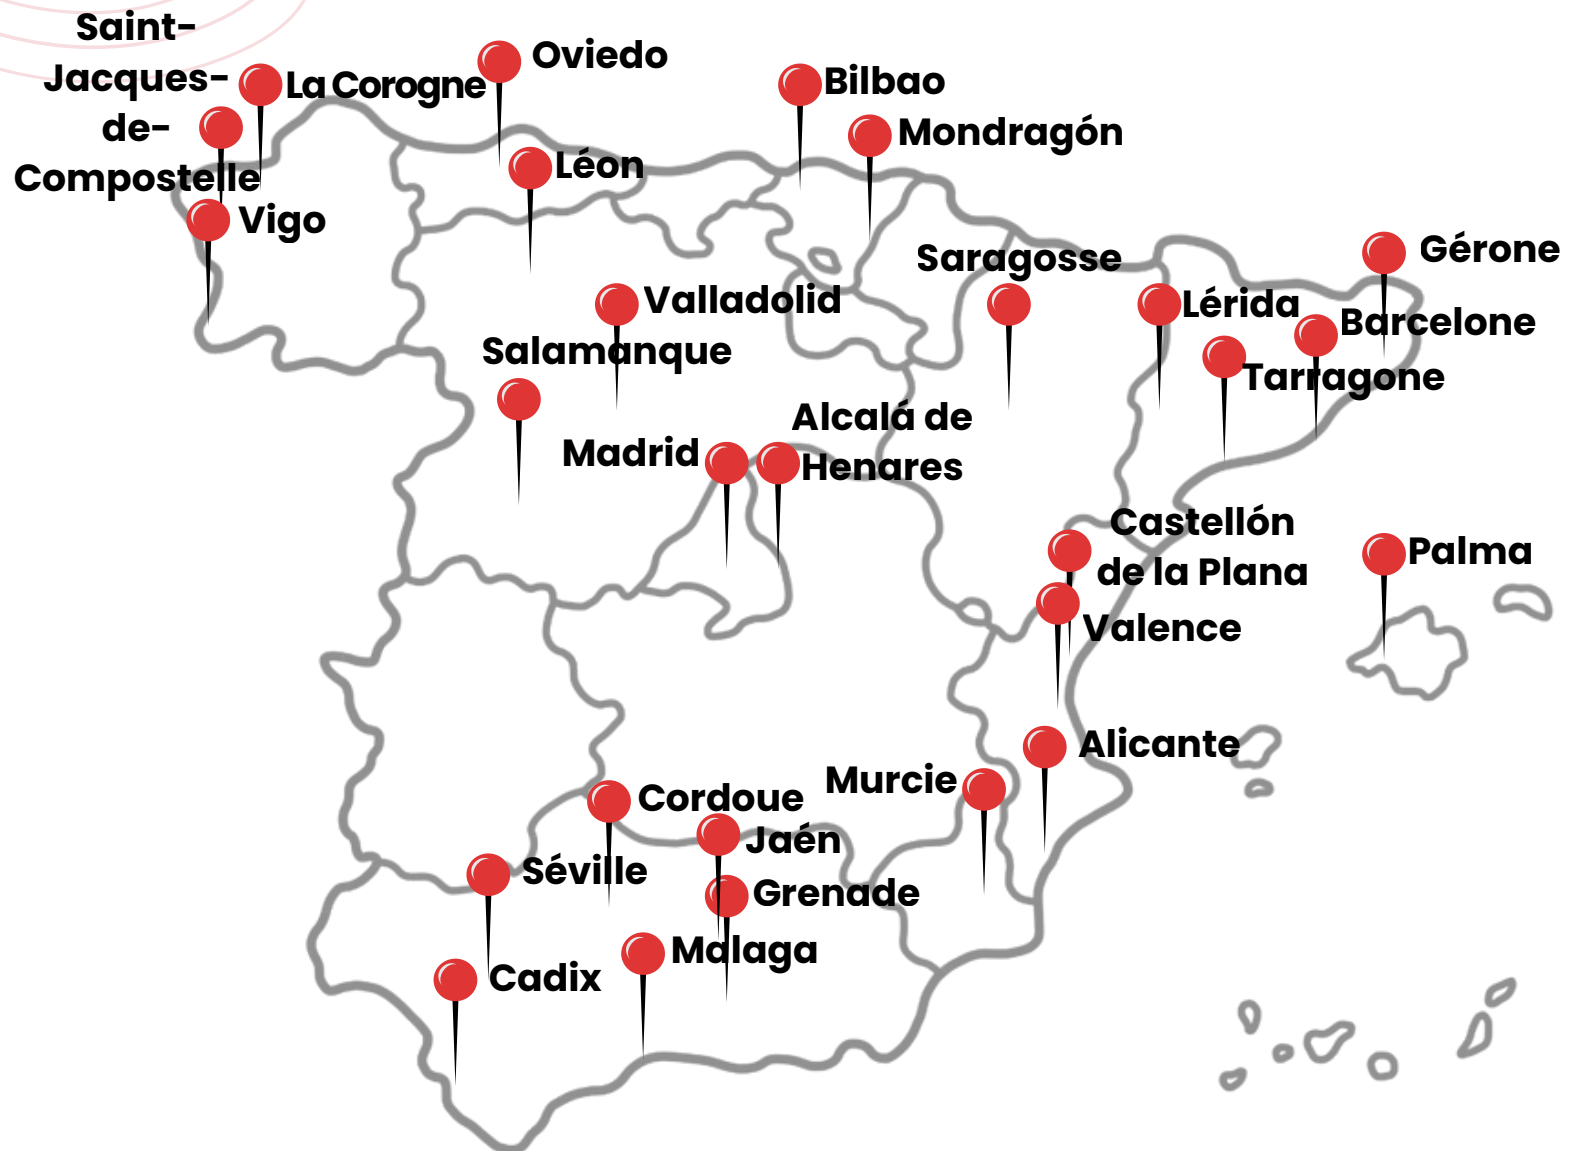 Saint-
Jacques-
de-
Compostelle
La Corogne
Oviedo
Bilbao
Mondragón
Léon
Vigo
Gérone
Saragosse
Valladolid
Lérida
Barcelone
Salamanque
Tarragone
Alcalá de
Henares
Madrid
Castellón
de la Plana
Palma
Valence
Alicante
Murcie
Cordoue
Jaén
Séville
Grenade
Malaga
Cadix